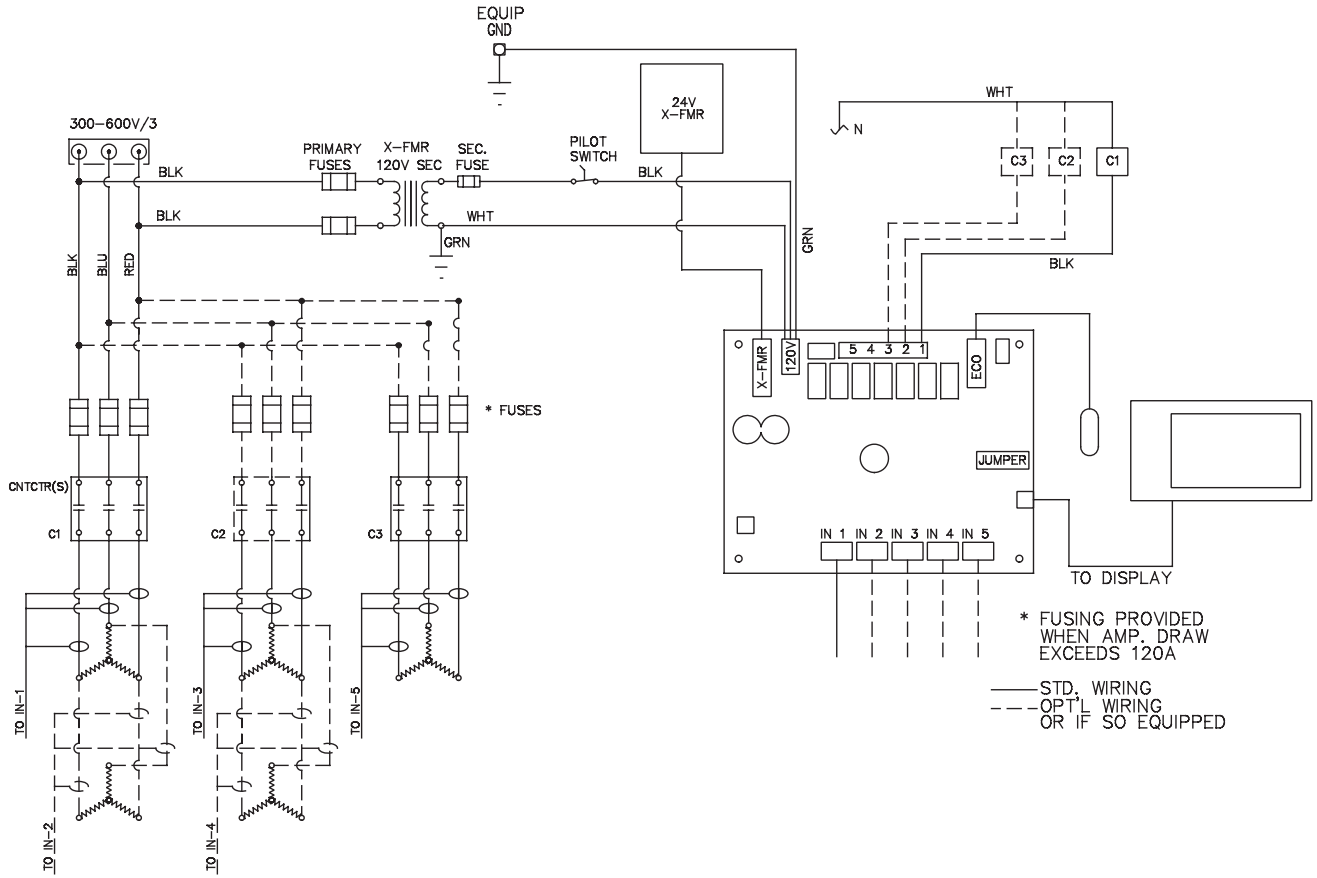 EQUIP
GND
24V
X-FMR
WHT
N
C3
C2
C1
300-600V/3
PRIMARY
FUSES
X-FMR
120V SEC
SEC.
FUSE
PILOT
SWITCH
BLK
BLK
BLK
WHT
GRN
GRN
BLK
BLK
BLU
RED
X-FMR
120V
5 4 3 2 1
ECO
* FUSES
JUMPER
CNTCTR(S)
C1
C2
C3
IN 1
IN 2
IN 3
IN 4
IN 5
TO DISPLAY
* FUSING PROVIDED
WHEN AMP. DRAW
EXCEEDS 120A
STD. WIRING
OPT'L WIRING
OR IF SO EQUIPPED
TO IN-1
TO IN-3
TO IN-5
TO IN-2
TO IN-4